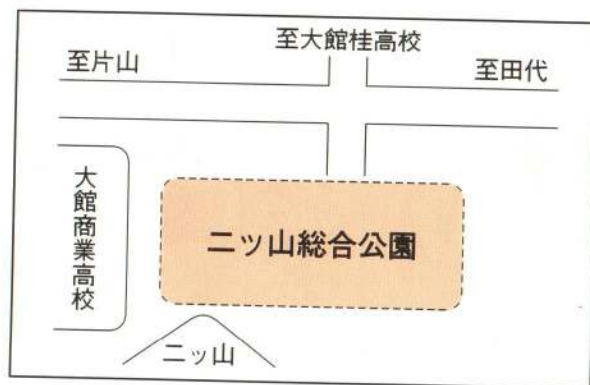 至大館桂高校
至片山
至田代
大館商業高校
二ッ山総合公園
二ッ山